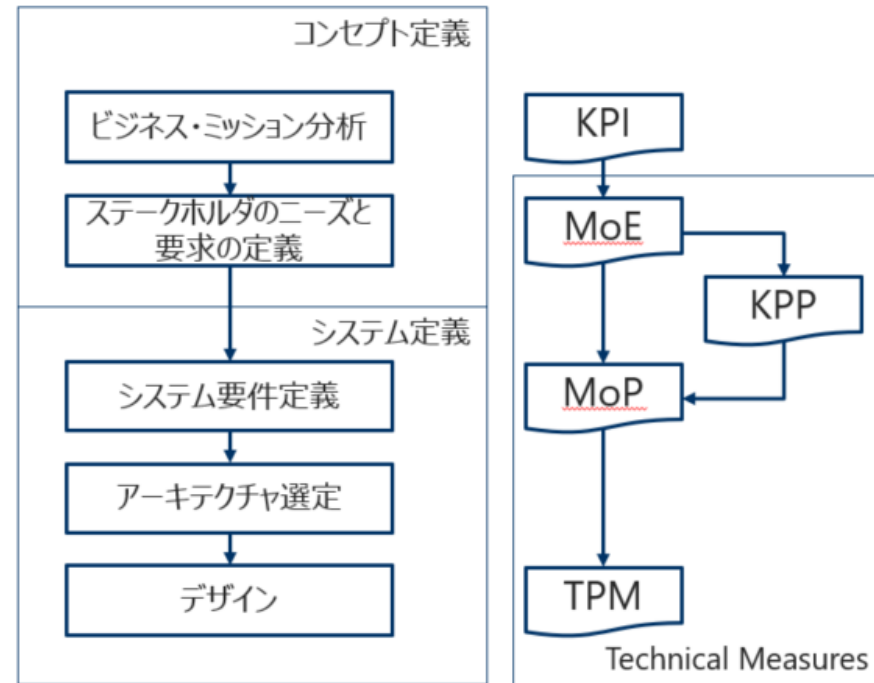 コンセプト定義
ビジネス・ミッション分析
ステークホルダのニーズと
要求の定義
システム定義
システム要件定義
アーキテクチャ選定
デザイン
KPI
MoE
KPP
MoP
TPM
Technical Measures